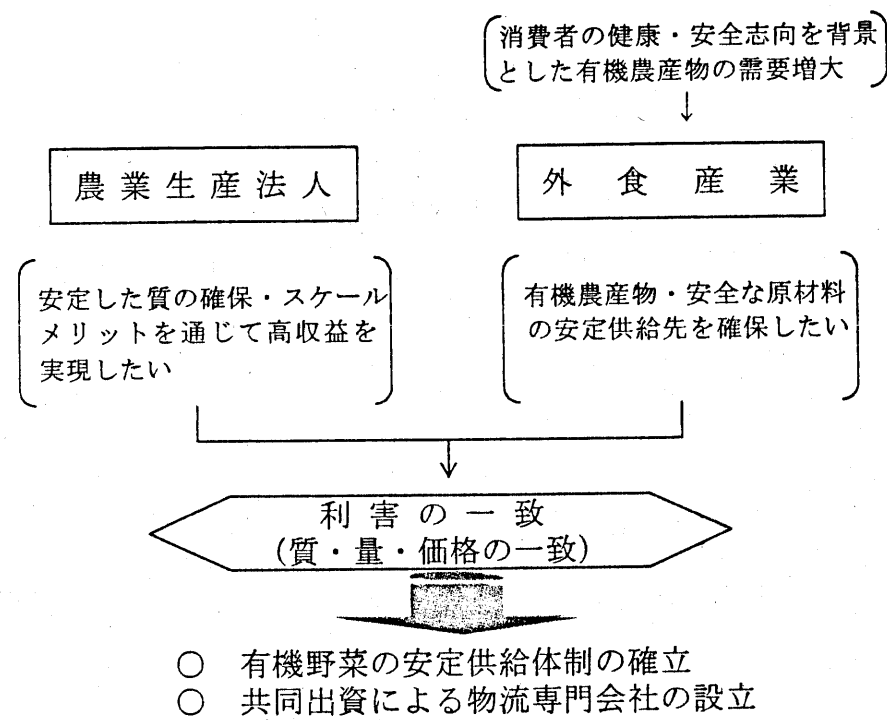 消費者の健康・安全志向を背景
とした有機農産物の需要増大
↓
農業生産法人
外食産業
安定した質の確保・スケール
メリットを通じて高収益を
実現したい
有機農産物・安全な原材料
の安定供給先を確保したい
利害の一致
(質・量・価格の一致)
○ 有機野菜の安定供給体制の確立
○ 共同出資による物流専門会社の設立